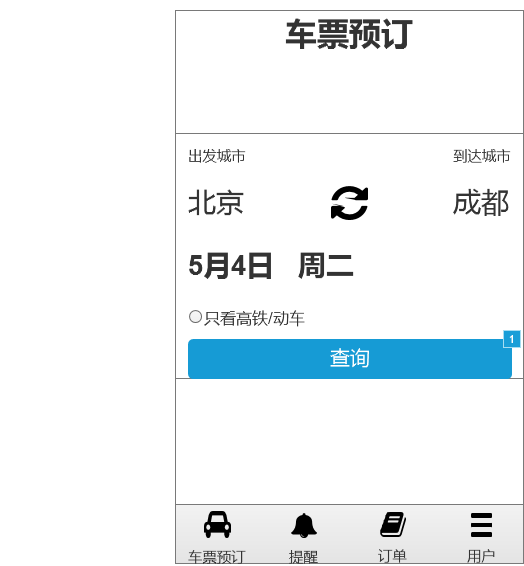 车票预订
出发城市 到达城市
北京 成都
5月4日 周二
只看高铁/动车
1
查询
车票预订 提醒 订单 用户